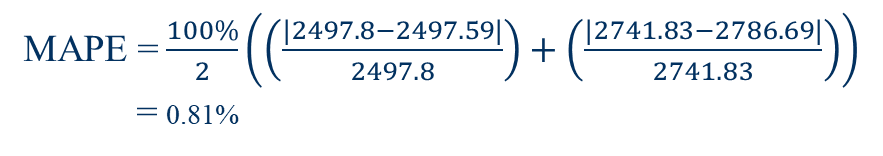 MAPE = 100%/2 ((|2497.8−2497.59|/2497.8) + (|2741.83−2786.69|/2741.83))
= 0.81%